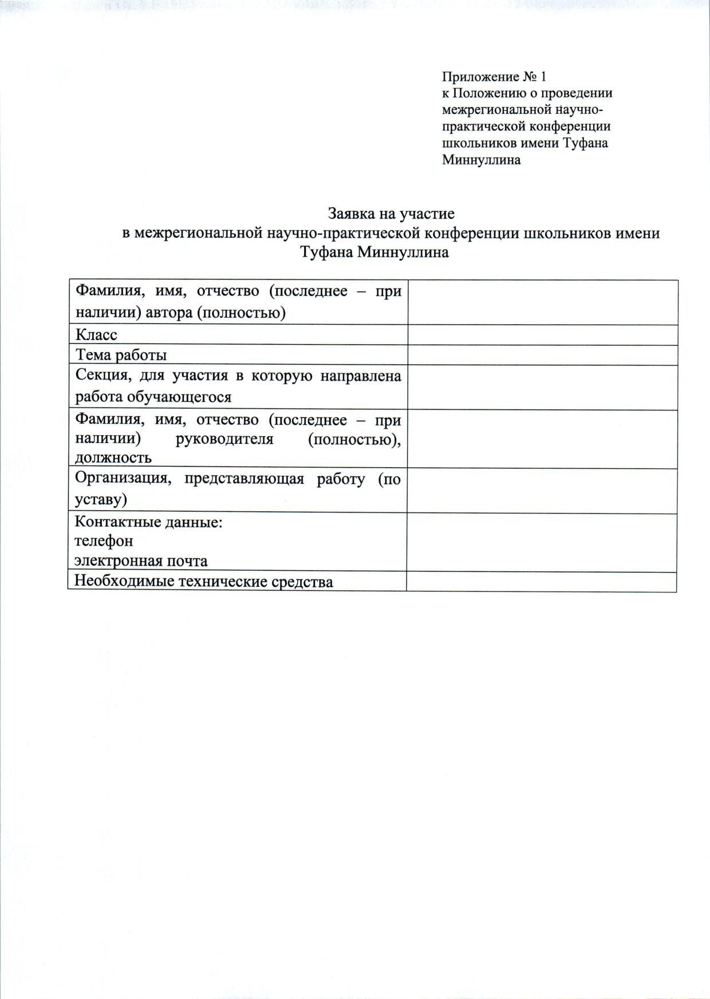 Приложение № 1
к Положению о проведении
межрегиональной научно-
практической конференции
школьников имени Туфана
Миннуллина
Заявка на участие
в межрегиональной научно-практической конференции школьников имени
Туфана Миннуллина
Фамилия, имя, отчество (последнее – при
наличии) автора (полностью)
Класс
Тема работы
Секция, для участия в которую направлена
работа обучающегося
Фамилия, имя, отчество (последнее – при
наличии) руководителя (полностью),
должность
Организация, представляющая работу (по
уставу)
Контактные данные:
телефон
электронная почта
Необходимые технические средства